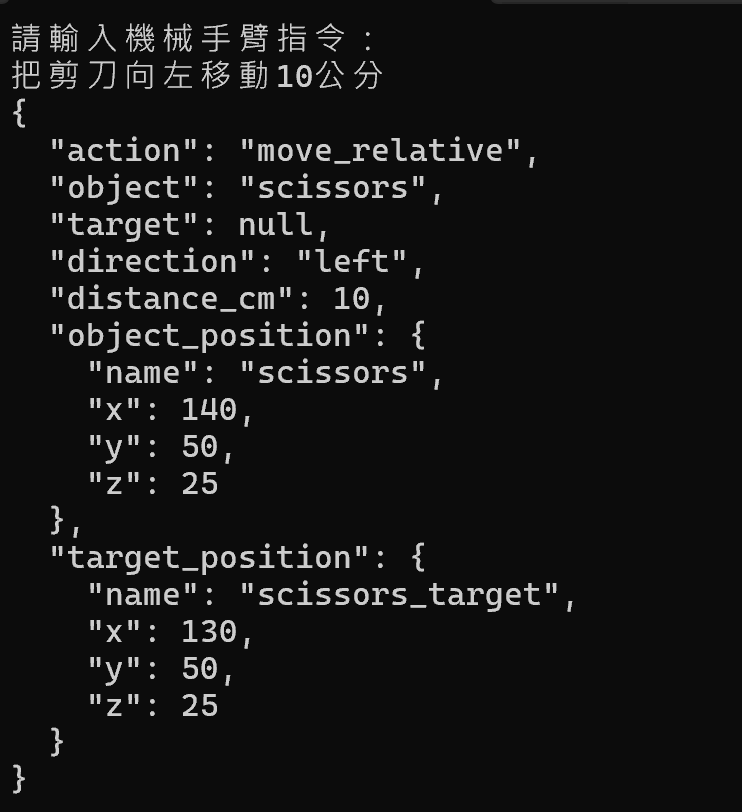 請輸入機械手臂指令：
把剪刀向左移動10公分
{
  "action": "move_relative",
  "object": "scissors",
  "target": null,
  "direction": "left",
  "distance_cm": 10,
  "object_position": {
    "name": "scissors",
    "x": 140,
    "y": 50,
    "z": 25
  },
  "target_position": {
    "name": "scissors_target",
    "x": 130,
    "y": 50,
    "z": 25
  }
}